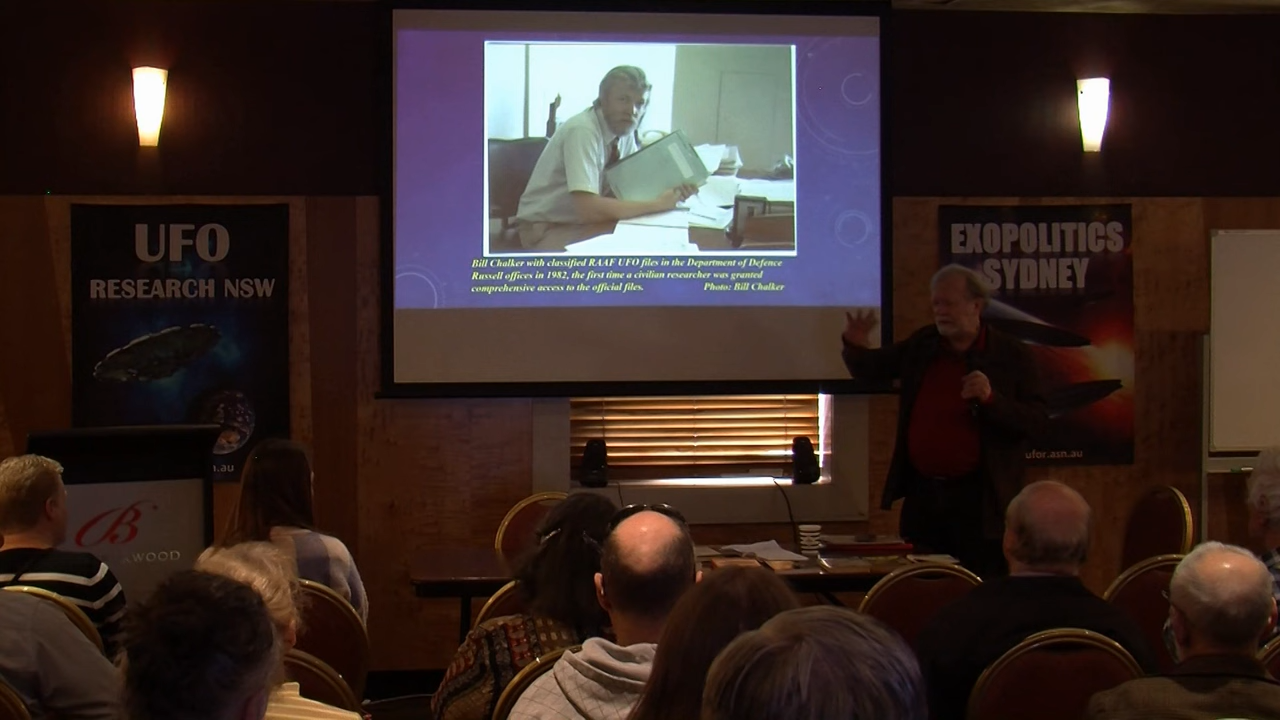 Bill Chalker with classified RAAF UFO files in the Department of Defence
Russell offices in 1982, the first time a civilian researcher was granted
comprehensive access to the official files. Photo: Bill Chalker
UFO
RESEARCH NSW
.au
EXOPOLITICS
SYDNEY
ufor.asn.au
B
WOOD